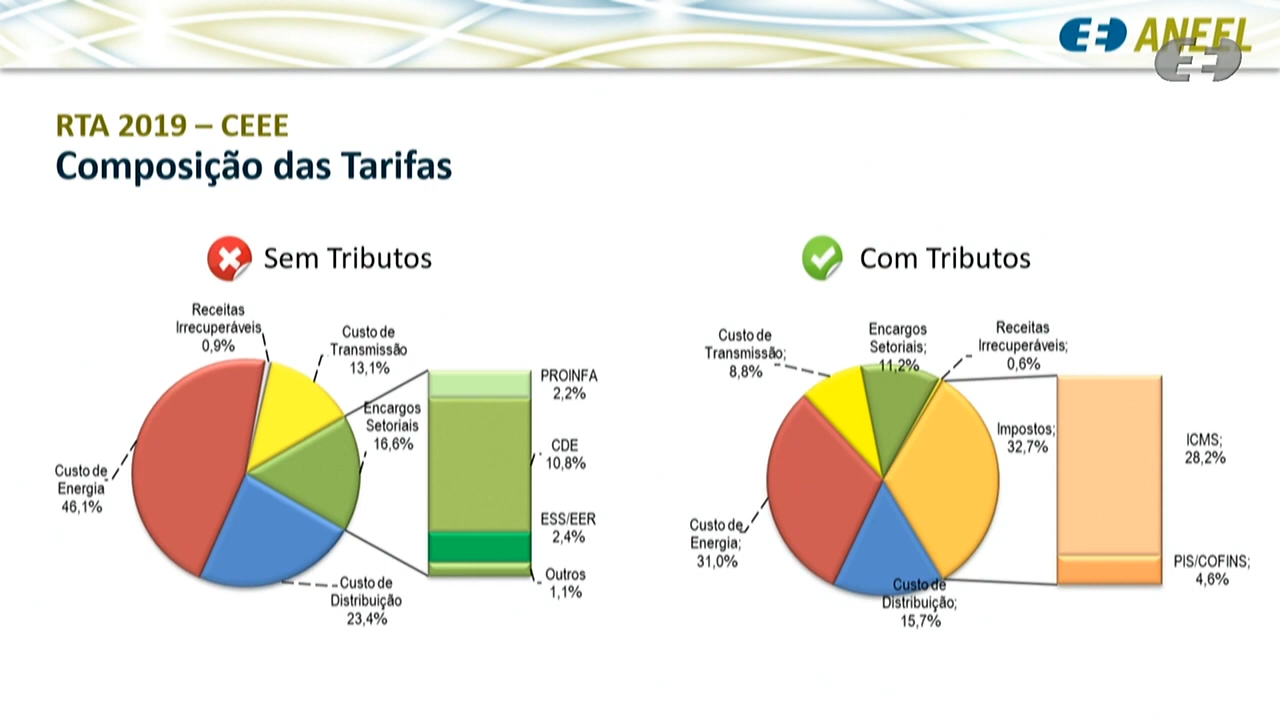 ANEEL
RTA 2019 – CEEE
Composição das Tarifas
Sem Tributos
Receitas
Irrecuperáveis
0,9%
Custo de
Transmissão
13,1%
Encargos
Setoriais
16,6%
Custo de
Energia
46,1%
Custo de
Distribuição
23,4%
PROINFA
2,2%
CDE
10,8%
ESS/EER
2,4%
Outros
1,1%
Com Tributos
Custo de
Transmissão;
8,8%
Encargos
Setoriais;
11,2%
Receitas
Irrecuperáveis;
0,6%
Impostos;
32,7%
Custo de
Energia;
31,0%
Custo de
Distribuição;
15,7%
ICMS;
28,2%
PIS/COFINS;
4,6%